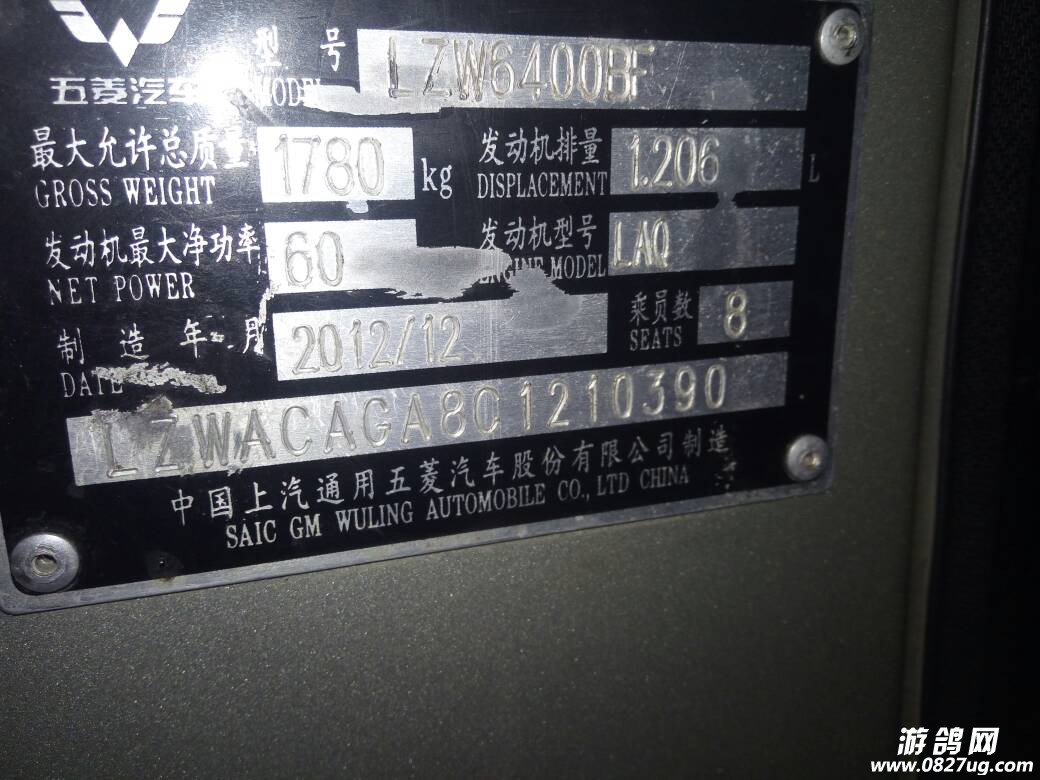 型号 LZW6400BF
五菱汽车 MODEL
最大允许总质量 1780 kg 发动机排量 1.206 L
GROSS WEIGHT DISPLACEMENT
发动机最大净功率 60 发动机型号 LAQ
NET POWER ENGINE MODEL
制造年月 2012/12 乘员数 8
DATE SEATS
LZWACAGA8C1210390
中国上汽通用五菱汽车股份有限公司制造
SAIC GM WULING AUTOMOBILE CO., LTD CHINA
游鸽网
www.0827ug.com